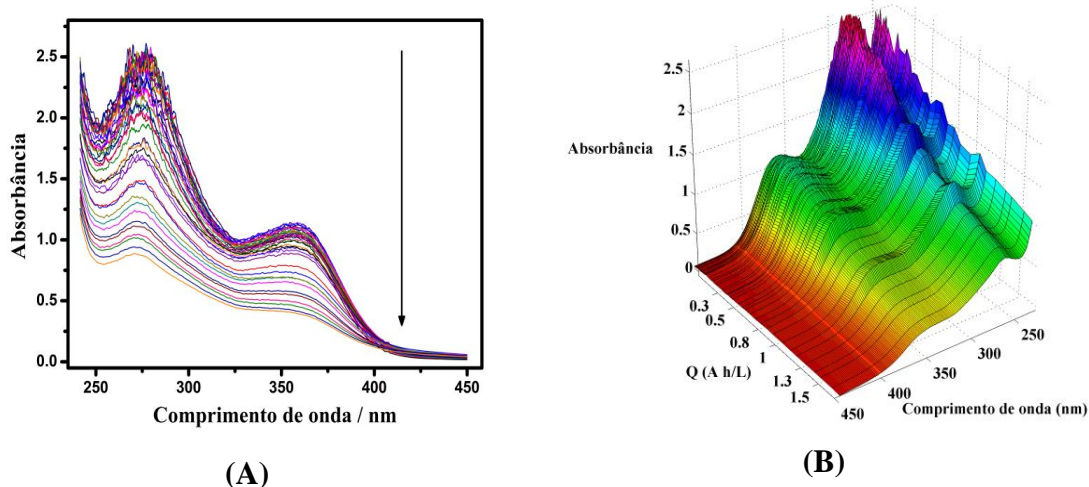 2.5
2.0
1.5
1.0
0.5
0.0
Absorbância
250 300 350 400 450
Comprimento de onda / nm
(A)
2.5
2
1.5
1
0.5
0
Absorbância
0.3
0.5
0.8
1
1.3
1.5
Q (A h/L)
450
400
350
300
250
Comprimento de onda (nm)
(B)